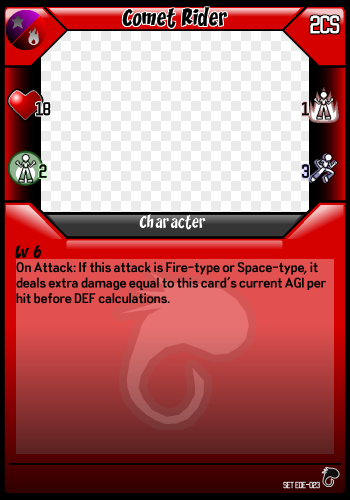 Comet Rider
2CS
18
1
2
3
Character
Lv 6
On Attack: If this attack is Fire-type or Space-type, it
deals extra damage equal to this card's current AGI per
hit before DEF calculations.
SET EOE-023